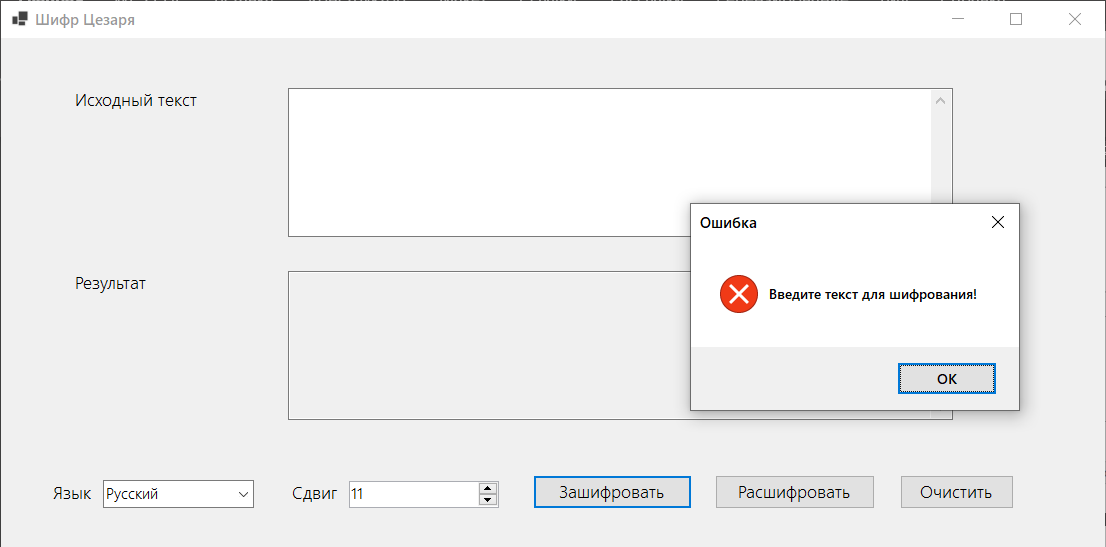 Шифр Цезаря
Исходный текст
Ошибка
Введите текст для шифрования!
OK
Результат
Язык
Русский
Сдвиг
11
Зашифровать
Расшифровать
Очистить